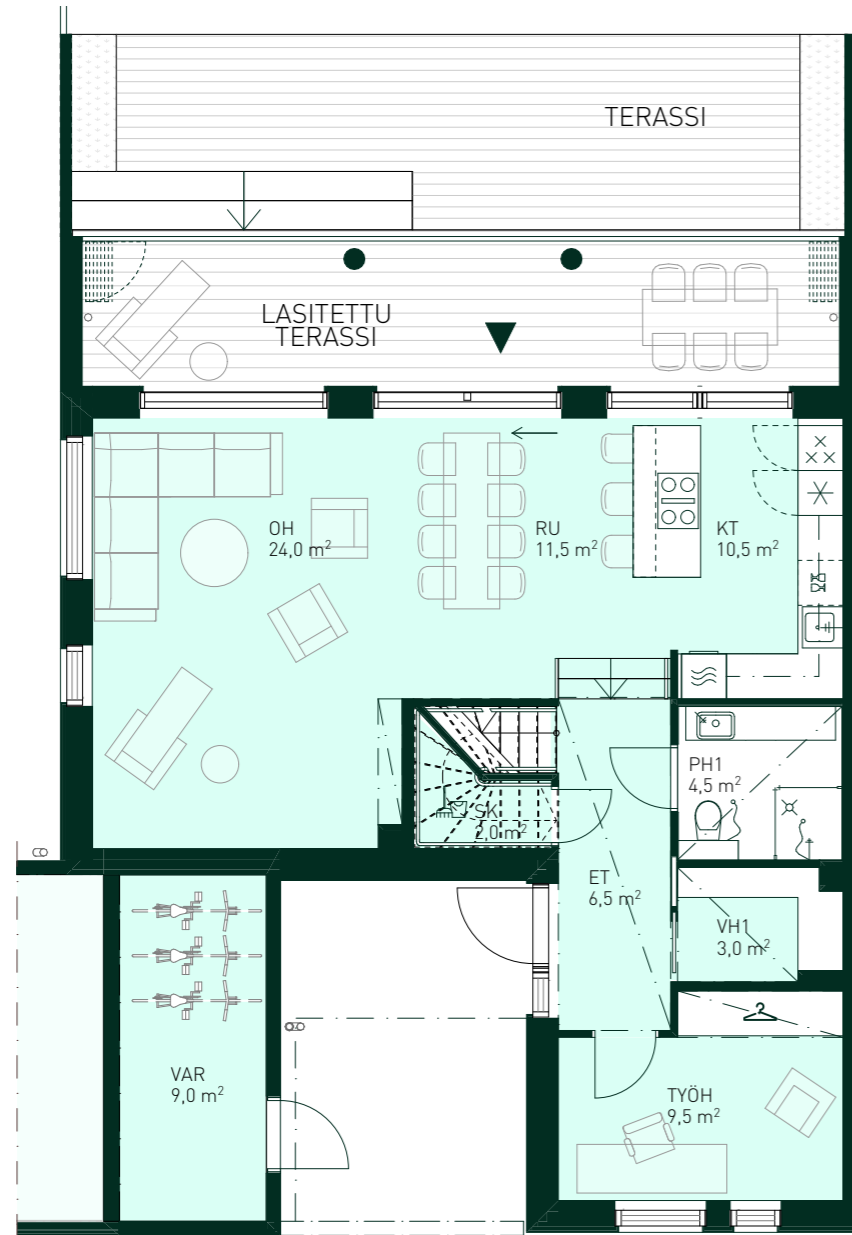 TERASSI
LASITETTU
TERASSI
OH
24,0 m²
RU
11,5 m²
KT
10,5 m²
PH1
4,5 m²
SK
2,0 m²
ET
6,5 m²
VH1
3,0 m²
VAR
9,0 m²
TYÖH
9,5 m²